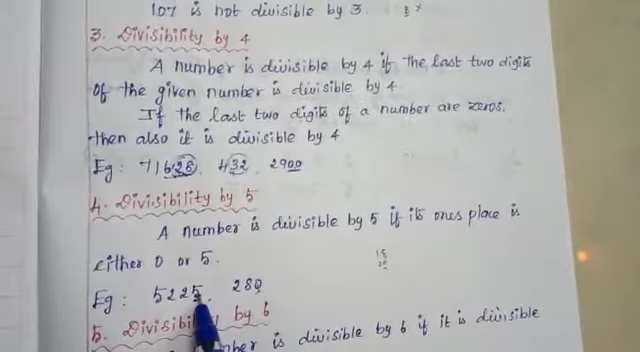 107 is not divisible by 3.
3. Divisibility by 4
A number is divisible by 4 if the last two digits
of the given number is divisible by 4
If the last two digits of a number are zeros,
then also it is divisible by 4
Eg : 71628 432 2900
4. Divisibility by 5
A number is divisible by 5 if its ones place is
either 0 or 5.
Eg : 5225, 280
5. Divisibi by 6
mber is divisible by 6 if it is divisible